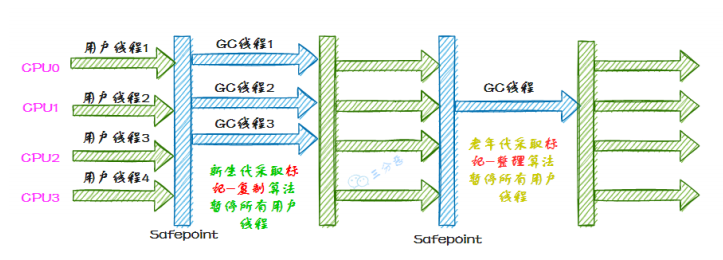 用户线程1
GC线程1
CPU0
GC线程2
GC线程
用户线程2
CPU1
GC线程3
用户线程3
CPU2
新生代采取标
记-复制算法
暂停所有用户
线程
老年代采取标
记-整理算法
暂停所有用户
线程
三分恶
用户线程4
CPU3
Safepoint
Safepoint